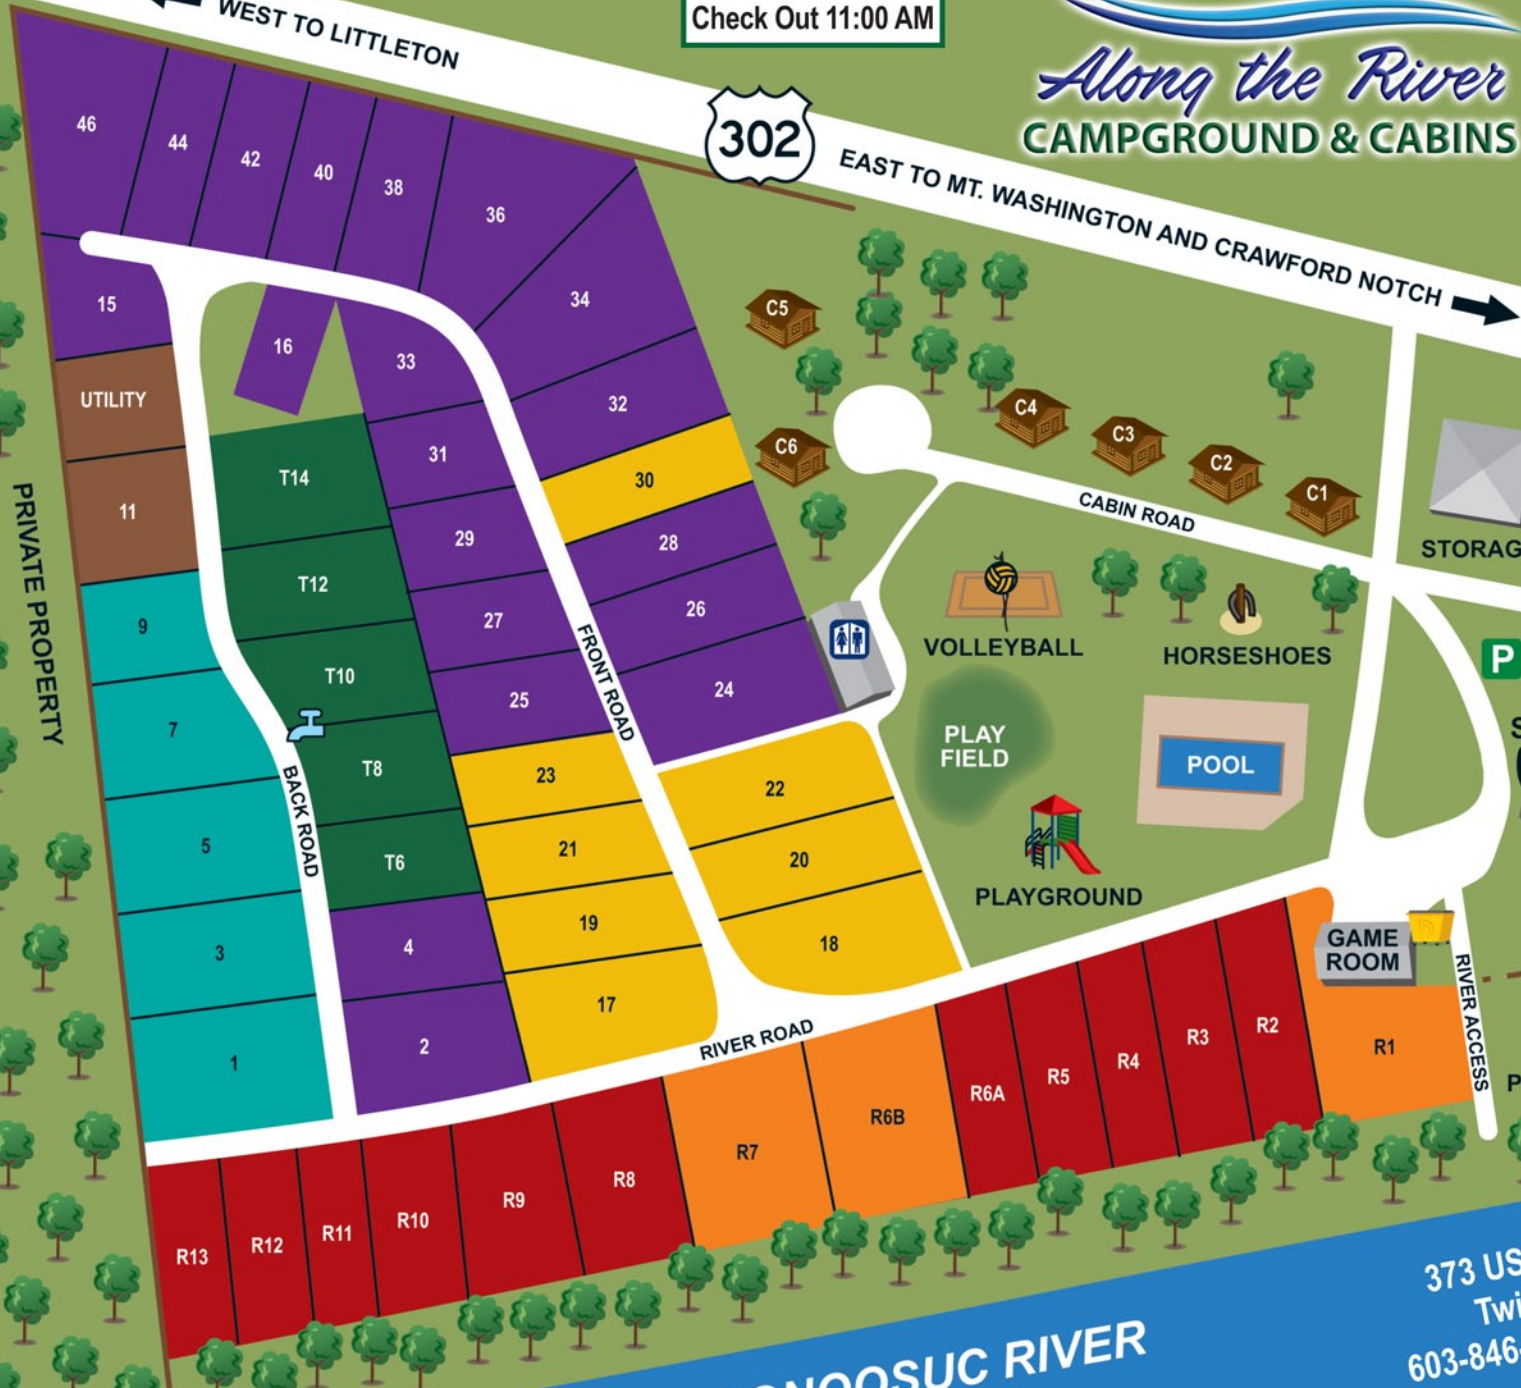 WEST TO LITTLETON
Check Out 11:00 AM
Along the River
CAMPGROUND & CABINS
302
EAST TO MT. WASHINGTON AND CRAWFORD NOTCH
46
44
42
40
38
36
34
15
16
33
32
UTILITY
11
T14
31
30
29
28
T12
27
26
9
T10
25
24
7
T8
23
22
5
T6
21
20
3
4
19
18
1
2
17
PRIVATE PROPERTY
BACK ROAD
FRONT ROAD
C5
C6
C4
C3
C2
C1
CABIN ROAD
STORAG
VOLLEYBALL
HORSESHOES
P
S
PLAY
FIELD
POOL
PLAYGROUND
GAME
ROOM
RIVER ACCESS
P
RIVER ROAD
R13
R12
R11
R10
R9
R8
R7
R6B
R6A
R5
R4
R3
R2
R1
NOOSUC RIVER
373 US
Twi
603-846-